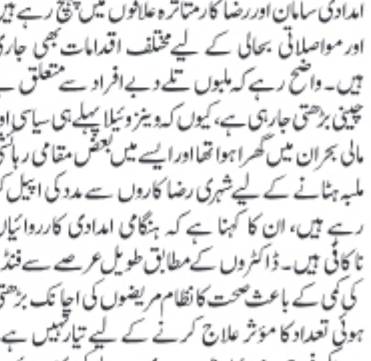 امدادی سامان اور رضا کار متاثرہ علاقوں میں پہنچ رہے ہیں
اور مواصلاتی بحالی کے لیے مختلف اقدامات بھی جاری
ہیں۔ واضح رہے کہ ملبوں تلے دبے افراد سے متعلق بے
چینی بڑھتی جا رہی ہے، کیوں کہ وینزوئیلا پہلے ہی سیاسی او
مالی بحران میں گھرا ہوا تھا اور ایسے میں بعض مقامی رہائشی
ملبہ ہٹانے کے لیے شہری رضا کاروں سے مدد کی اپیل کر
رہے ہیں، ان کا کہنا ہے کہ ہنگامی امدادی کارروائیاں
ناکافی ہیں۔ ڈاکٹروں کے مطابق طویل عرصے سے فنڈ
کی کمی کے باعث صحت کا نظام مریضوں کی اچانک بڑھتی
ہوئی تعداد کا مؤثر علاج کرنے کے لیے تیار نہیں ہے